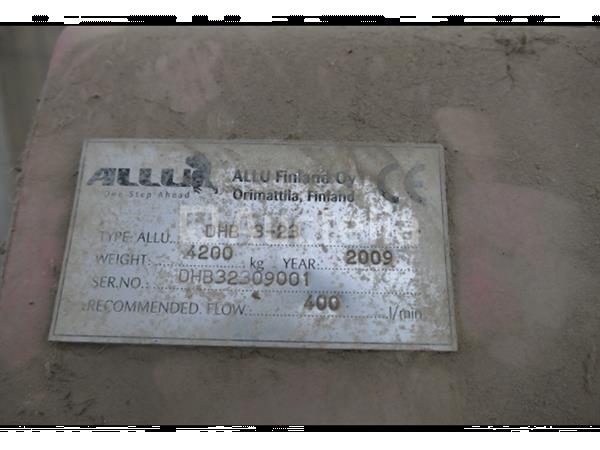 ALLU
One Step Ahead
ALLU Finland Oy
Orimattila, Finland
CE
TYPE: ALLU DHB 3-23
WEIGHT: 4200 kg YEAR: 2009
SER.NO.: DHB32309001
RECOMMENDED. FLOW: 400 l/min